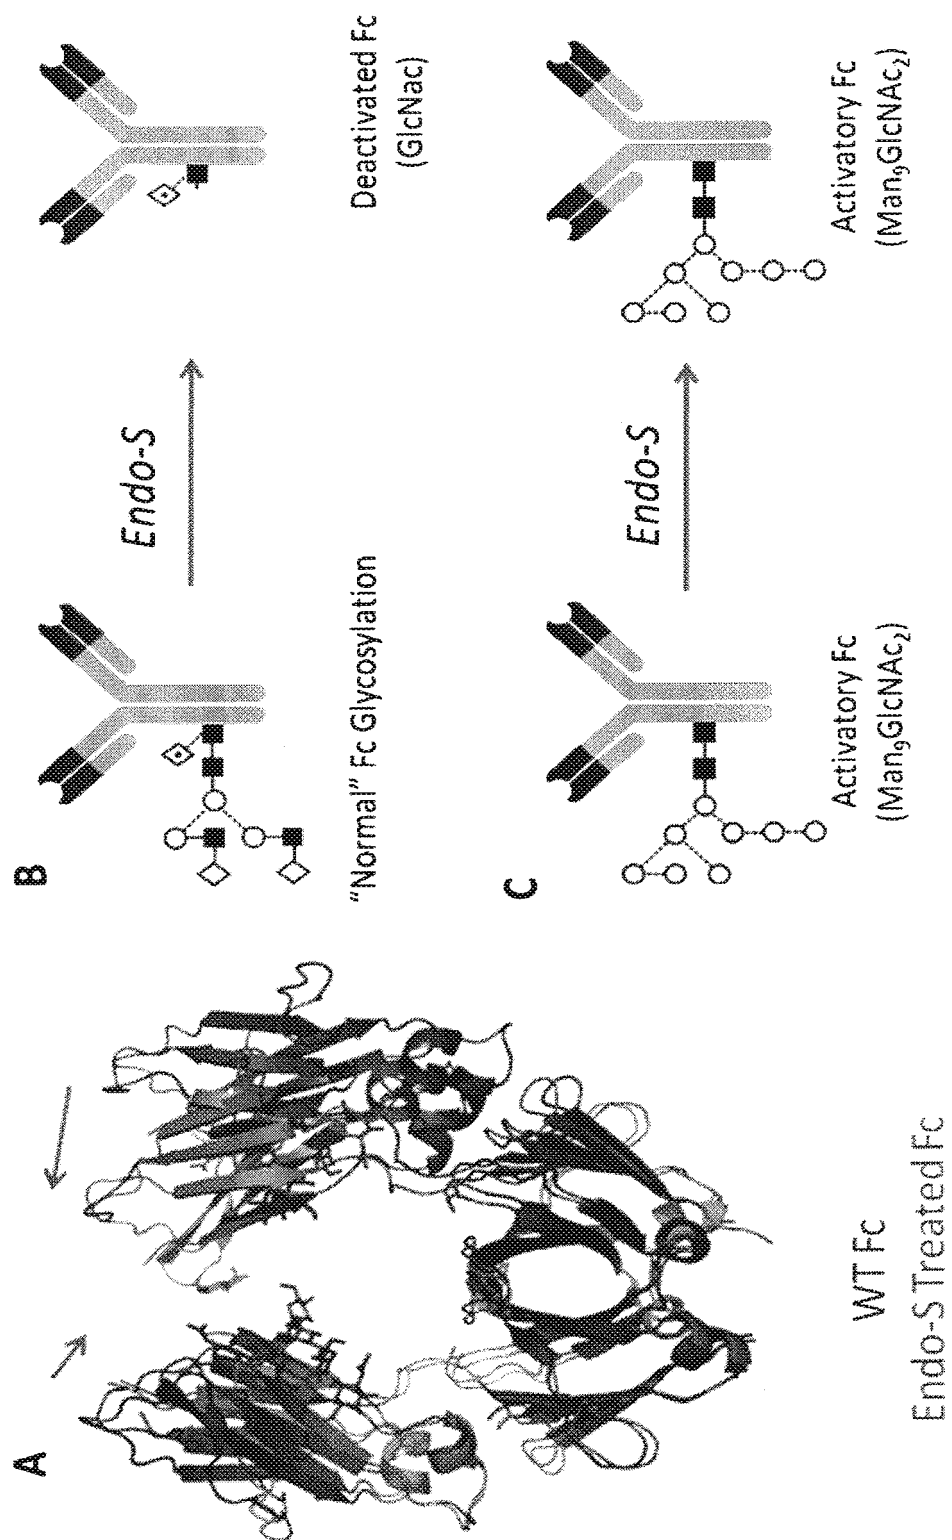 A
WT Fc
Endo-S Treated Fc
B
"Normal" Fc Glycosylation
Endo-S
Deactivated Fc
(GlcNac)
C
Activatory Fc
(Man₉GlcNAc₂)
Endo-S
Activatory Fc
(Man₉GlcNAc₂)